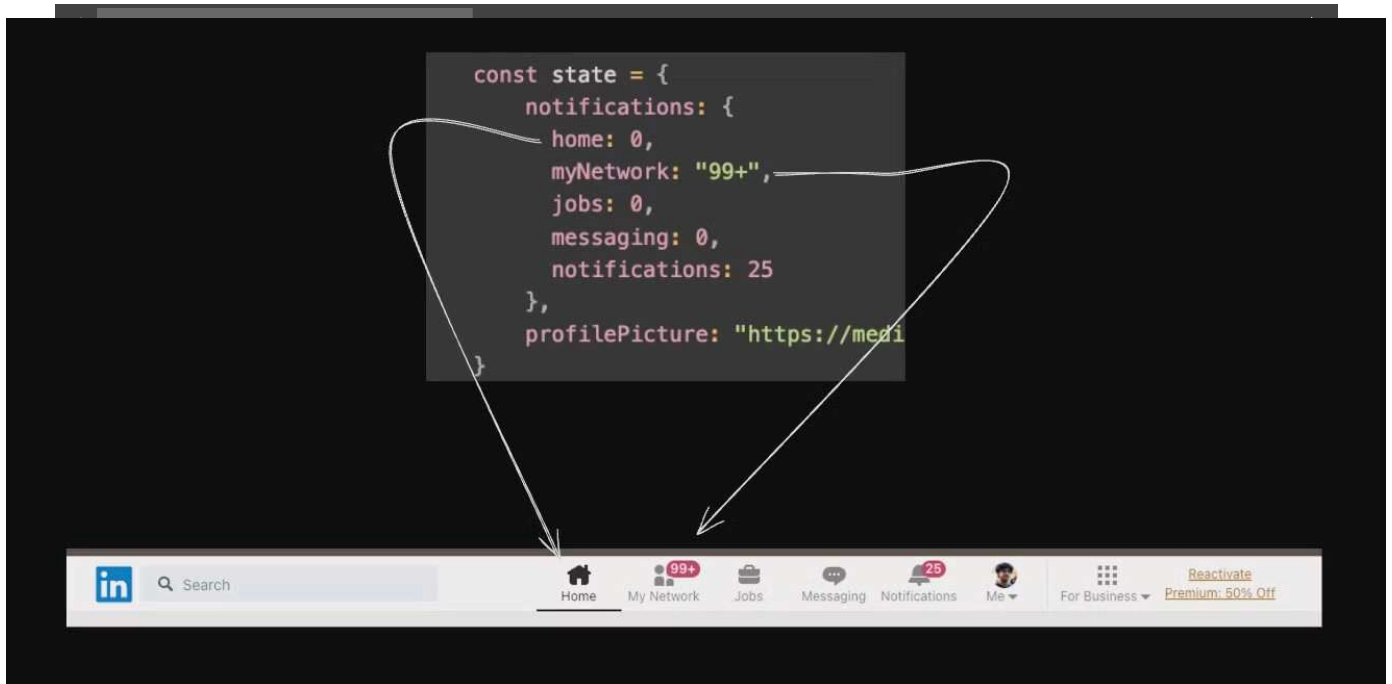 const state = {
notifications: {
home: 0,
myNetwork: "99+",
jobs: 0,
messaging: 0,
notifications: 25
},
profilePicture: "https://medi
}
in
Search
Home
99+
My Network
Jobs
Messaging
25
Notifications
Me
For Business
Reactivate
Premium: 50% Off